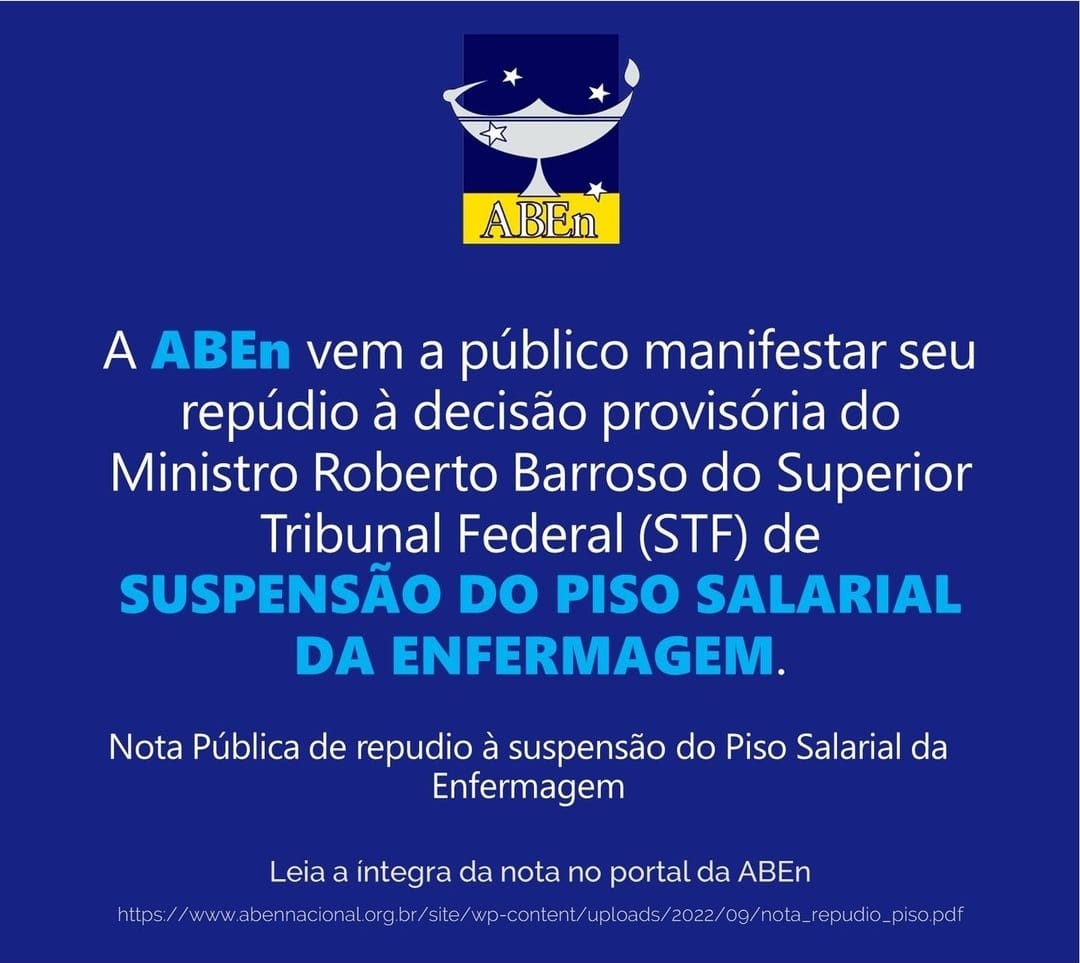 ABEn
A ABEn vem a público manifestar seu
repúdio à decisão provisória do
Ministro Roberto Barroso do Superior
Tribunal Federal (STF) de
SUSPENSÃO DO PISO SALARIAL
DA ENFERMAGEM.
Nota Pública de repudio à suspensão do Piso Salarial da
Enfermagem
Leia a íntegra da nota no portal da ABEn
https://www.abennacional.org.br/site/wp-content/uploads/2022/09/nota_repudio_piso.pdf